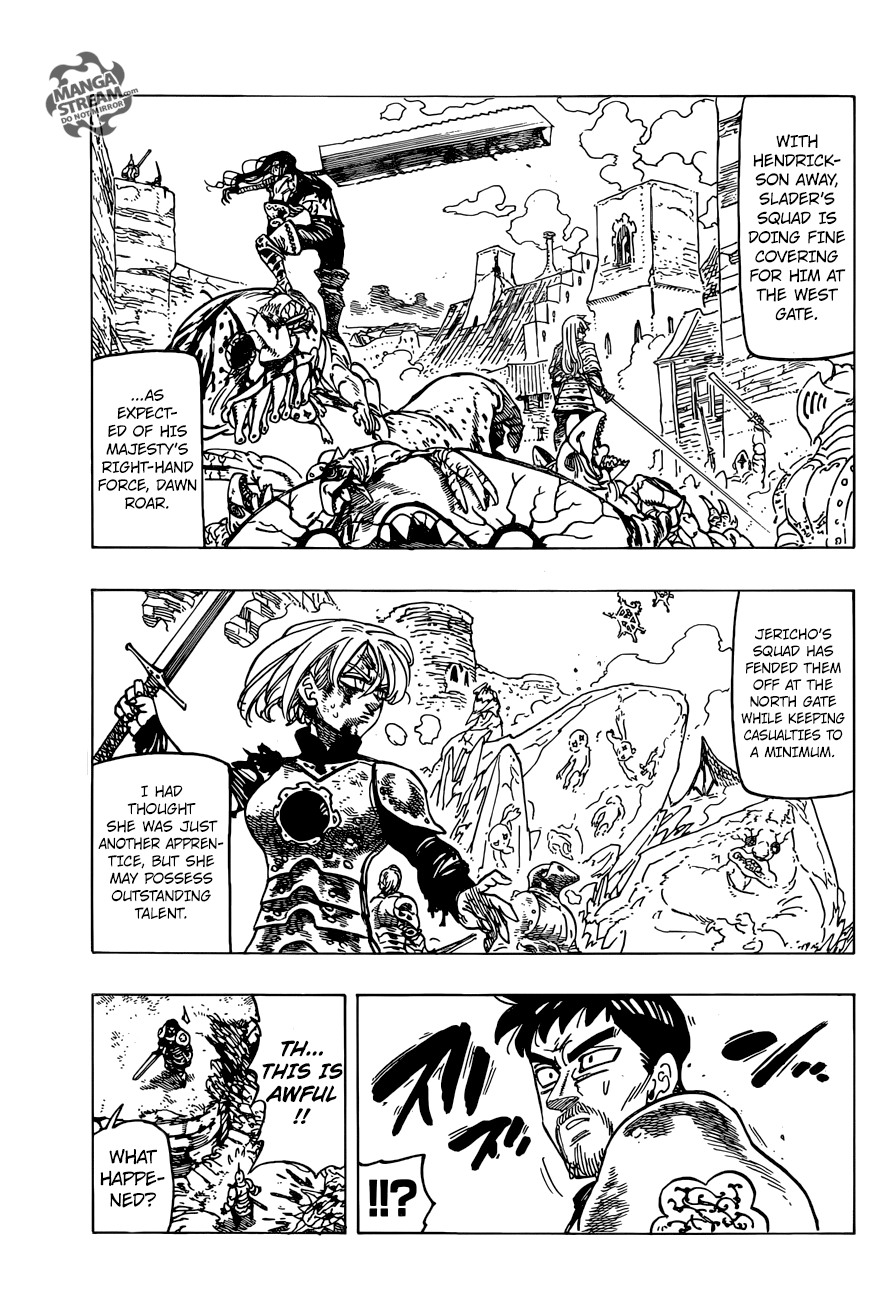 MANGA
STREAM.com
DO NOT MIRROR
WITH
HENDRICK-
SON AWAY,
SLADER'S
SQUAD IS
DOING FINE
COVERING
FOR HIM AT
THE WEST
GATE.
...AS
EXPECT-
ED OF HIS
MAJESTY'S
RIGHT-HAND
FORCE, DAWN
ROAR.
JERICHO'S
SQUAD HAS
FENDED THEM
OFF AT THE
NORTH GATE
WHILE KEEPING
CASUALTIES TO
A MINIMUM.
I HAD
THOUGHT
SHE WAS JUST
ANOTHER APPREN-
TICE, BUT SHE
MAY POSSESS
OUTSTANDING
TALENT.
TH...
THIS IS
AWFUL
!!
WHAT
HAPPE-
NED?
ズズ
!!?